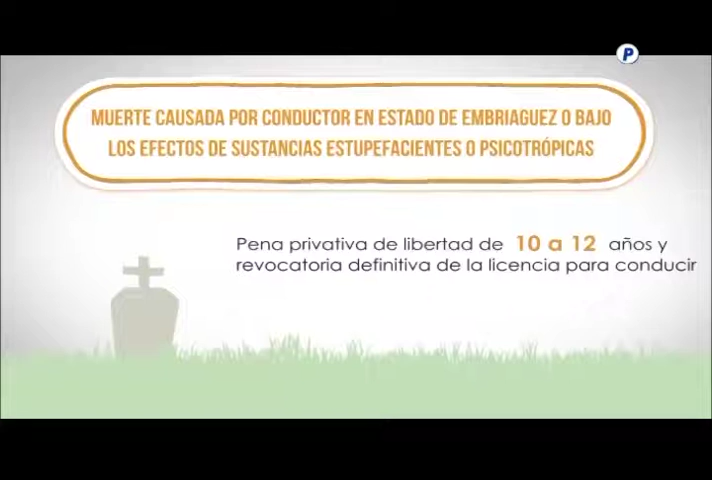 P
MUERTE CAUSADA POR CONDUCTOR EN ESTADO DE EMBRIAGUEZ O BAJO
LOS EFECTOS DE SUSTANCIAS ESTUPEFACIENTES O PSICOTRÓPICAS
Pena privativa de libertad de 10 a 12 años y
revocatoria definitiva de la licencia para conducir